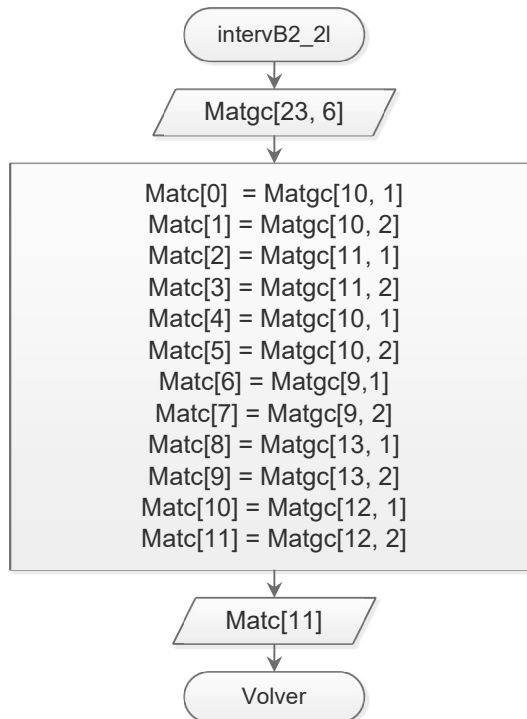 intervB2_2l
Matgc[23, 6]
Matc[0]  = Matgc[10, 1]
Matc[1] = Matgc[10, 2]
Matc[2] = Matgc[11, 1]
Matc[3] = Matgc[11, 2]
Matc[4] = Matgc[10, 1]
Matc[5] = Matgc[10, 2]
Matc[6] = Matgc[9,1]
Matc[7] = Matgc[9, 2]
Matc[8] = Matgc[13, 1]
Matc[9] = Matgc[13, 2]
Matc[10] = Matgc[12, 1]
Matc[11] = Matgc[12, 2]
Matc[11]
Volver